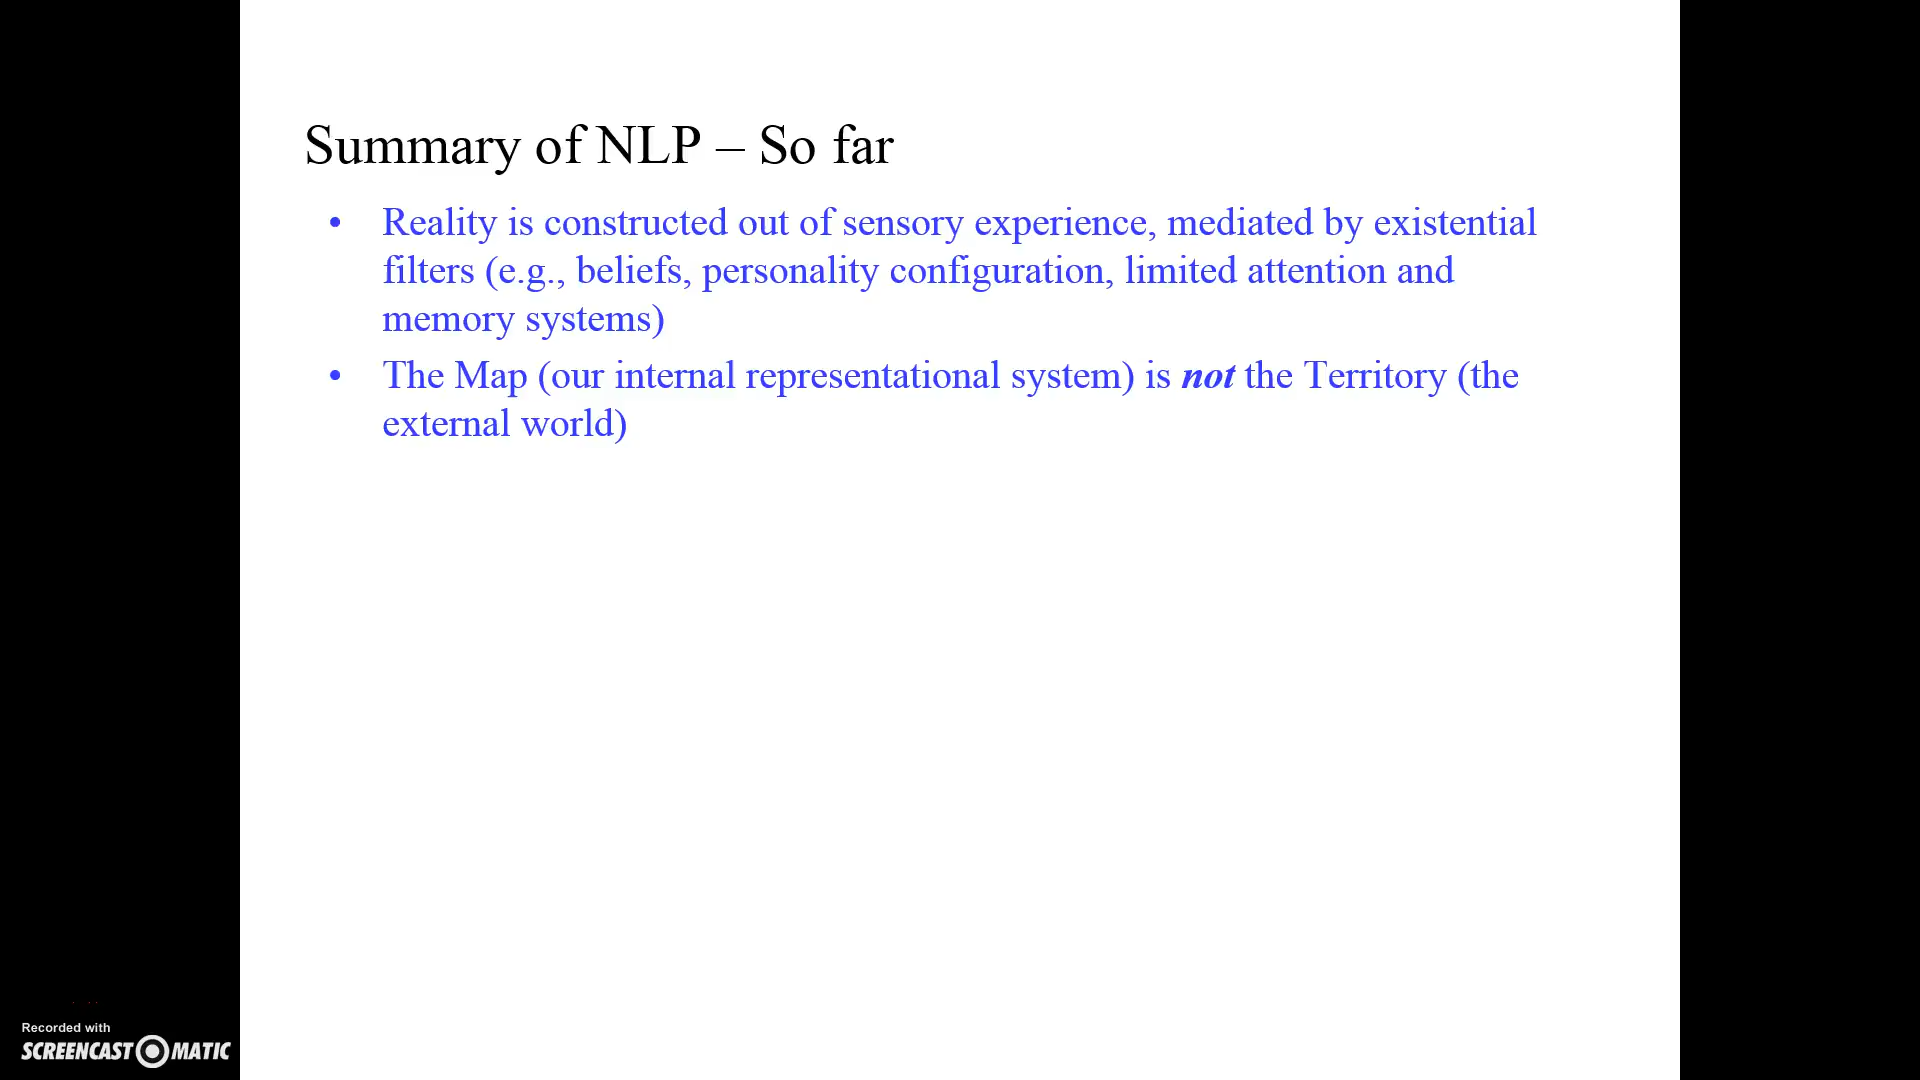 Summary of NLP – So far
• Reality is constructed out of sensory experience, mediated by existential
filters (e.g., beliefs, personality configuration, limited attention and
memory systems)
• The Map (our internal representational system) is not the Territory (the
external world)
Recorded with
SCREENCAST MATIC